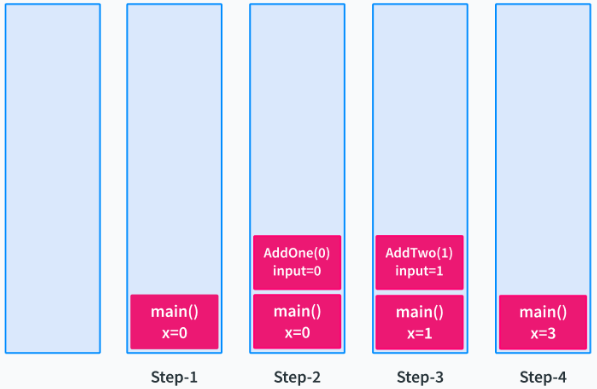 AddOne(0)
input=0
AddTwo(1)
input=1
main()
x=0
main()
x=0
main()
x=1
main()
x=3
Step-1
Step-2
Step-3
Step-4